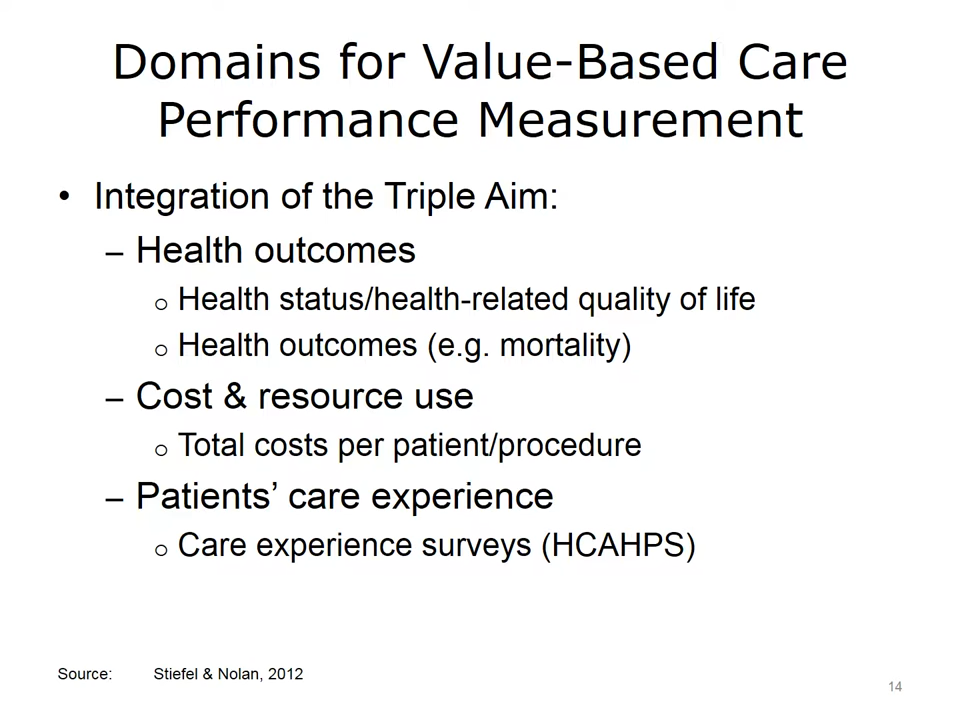 Domains for Value-Based Care
Performance Measurement
• Integration of the Triple Aim:
– Health outcomes
o Health status/health-related quality of life
o Health outcomes (e.g. mortality)
– Cost & resource use
o Total costs per patient/procedure
– Patients’ care experience
o Care experience surveys (HCAHPS)
Source: Stiefel & Nolan, 2012
14